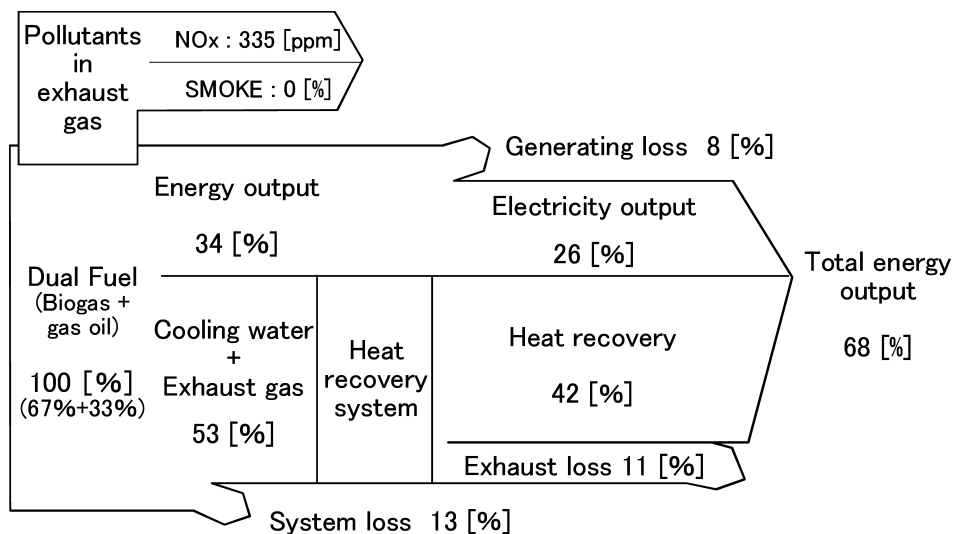 Pollutants
in
exhaust
gas
NOx : 335 [ppm]
SMOKE : 0 [%]
Generating loss 8 [%]
Energy output
34 [%]
Electricity output
26 [%]
Total energy
output
68 [%]
Dual Fuel
(Biogas +
gas oil)
100 [%]
(67%+33%)
Cooling water
+
Exhaust gas
53 [%]
Heat
recovery
system
Heat recovery
42 [%]
Exhaust loss 11 [%]
System loss 13 [%]